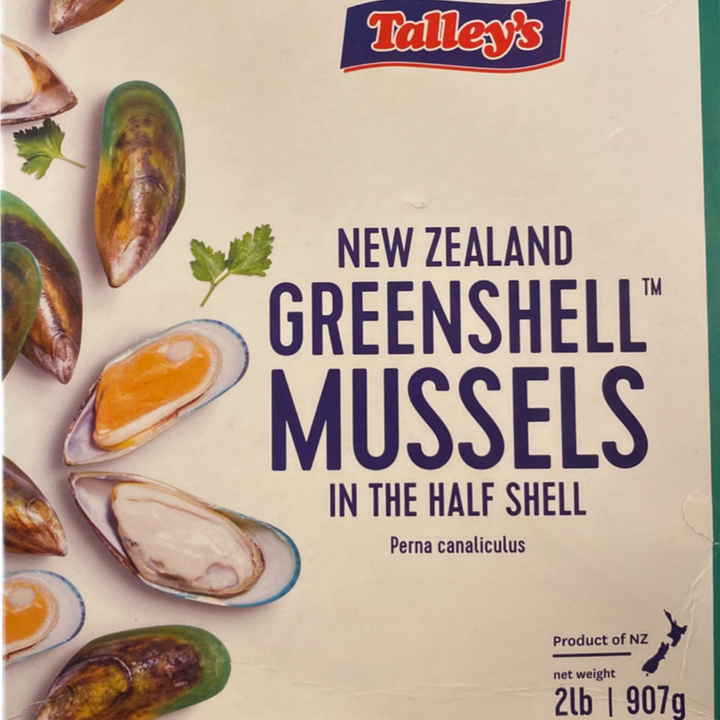 Talley's
NEW ZEALAND
GREENSHELL™
MUSSELS
IN THE HALF SHELL
Perna canaliculus
Product of NZ
net weight
2lb | 907g